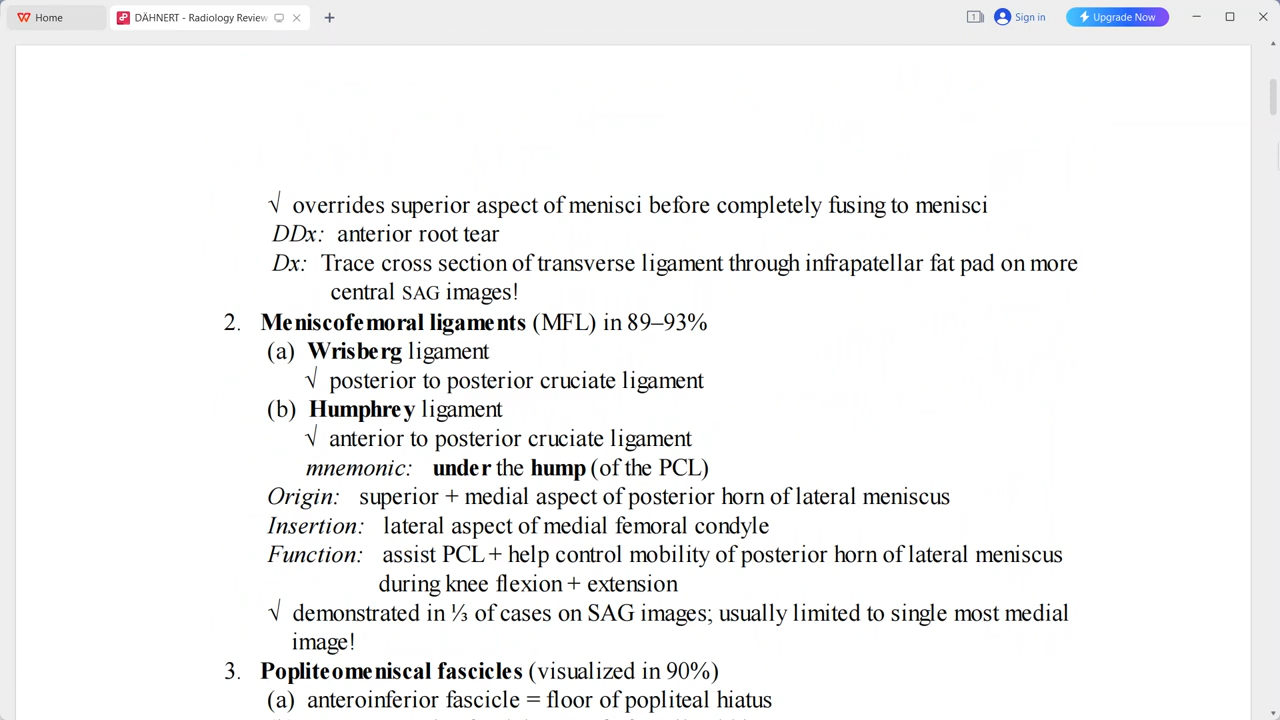 Home
DÄHNERT - Radiology Review
1
Sign in
Upgrade Now
√ overrides superior aspect of menisci before completely fusing to menisci
DDx: anterior root tear
Dx: Trace cross section of transverse ligament through infrapatellar fat pad on more
central SAG images!
2. Meniscofemoral ligaments (MFL) in 89–93%
(a) Wrisberg ligament
√ posterior to posterior cruciate ligament
(b) Humphrey ligament
√ anterior to posterior cruciate ligament
mnemonic: under the hump (of the PCL)
Origin: superior + medial aspect of posterior horn of lateral meniscus
Insertion: lateral aspect of medial femoral condyle
Function: assist PCL + help control mobility of posterior horn of lateral meniscus
during knee flexion + extension
√ demonstrated in ⅓ of cases on SAG images; usually limited to single most medial
image!
3. Popliteomeniscal fascicles (visualized in 90%)
(a) anteroinferior fascicle = floor of popliteal hiatus